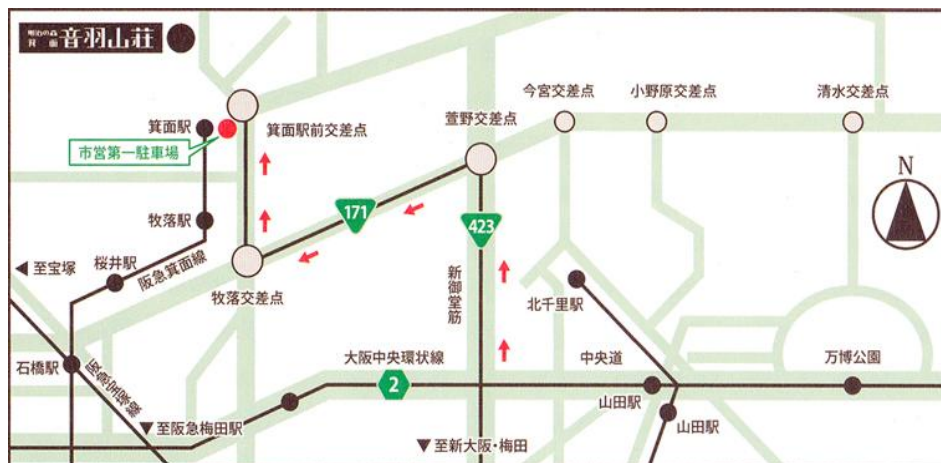 明治の森
箕面
音羽山荘
今宮交差点
小野原交差点
清水交差点
箕面駅
箕面駅前交差点
萱野交差点
市営第一駐車場
N
171
423
牧落駅
阪急箕面線
◀至宝塚
桜井駅
牧落交差点
新御堂筋
北千里駅
石橋駅
阪急宝塚線
大阪中央環状線
2
中央道
万博公園
山田駅
▼至阪急梅田駅
山田駅
▼至新大阪・梅田